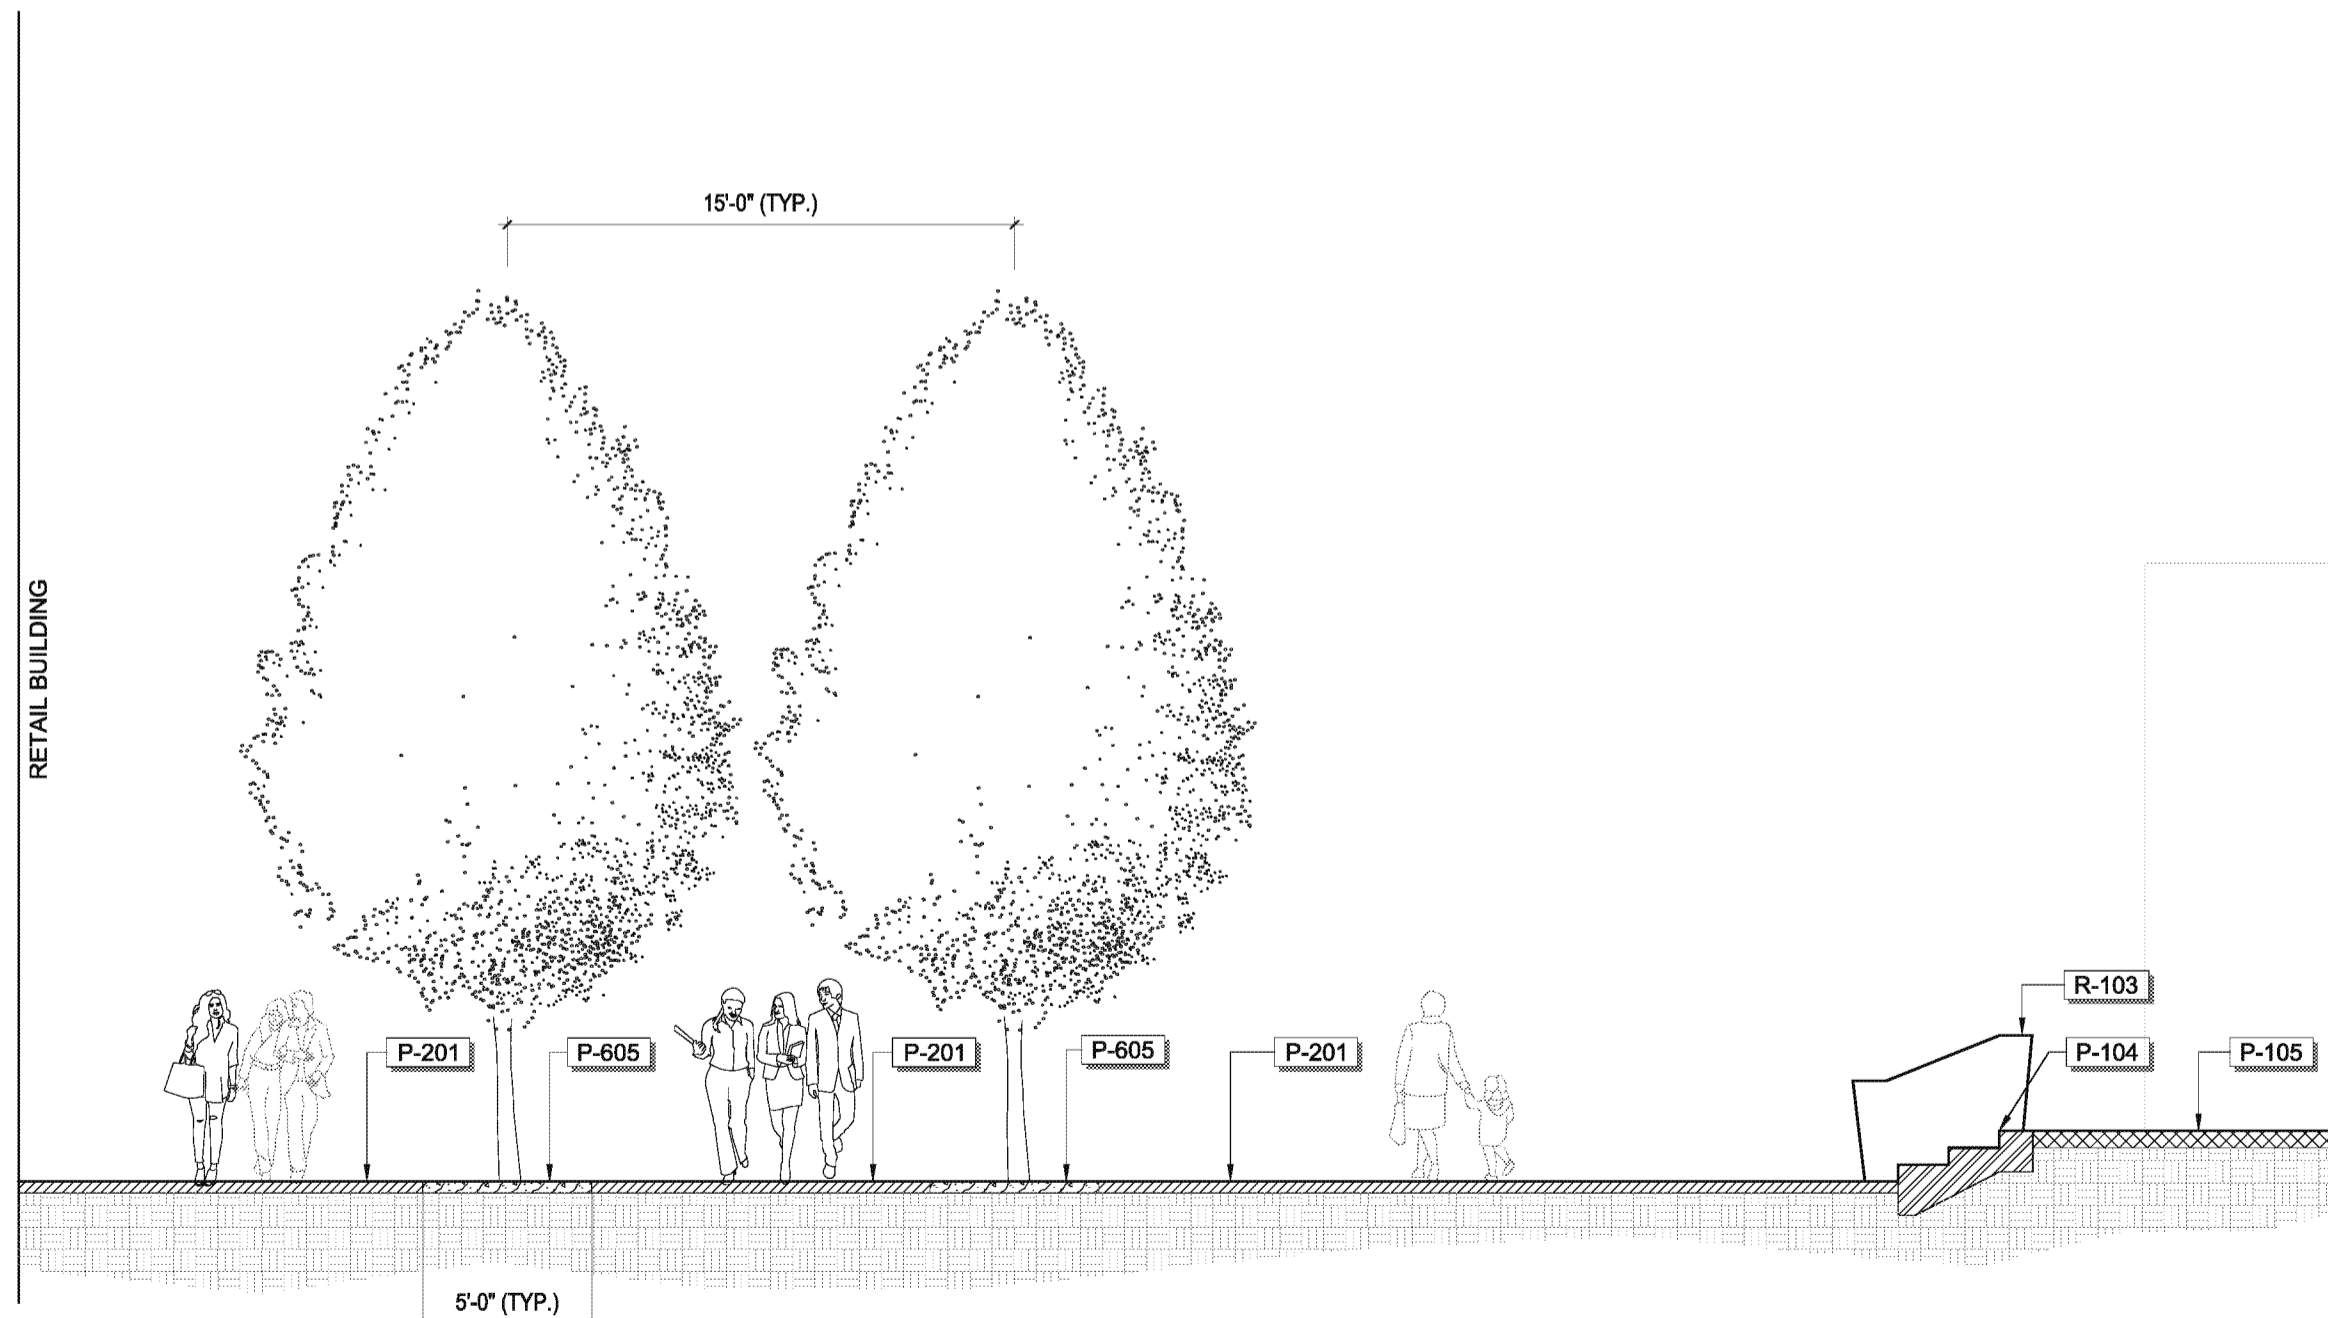 15'-0" (TYP.)
RETAIL BUILDING
R-103
P-201
P-605
P-201
P-605
P-201
P-104
P-105
5'-0" (TYP.)